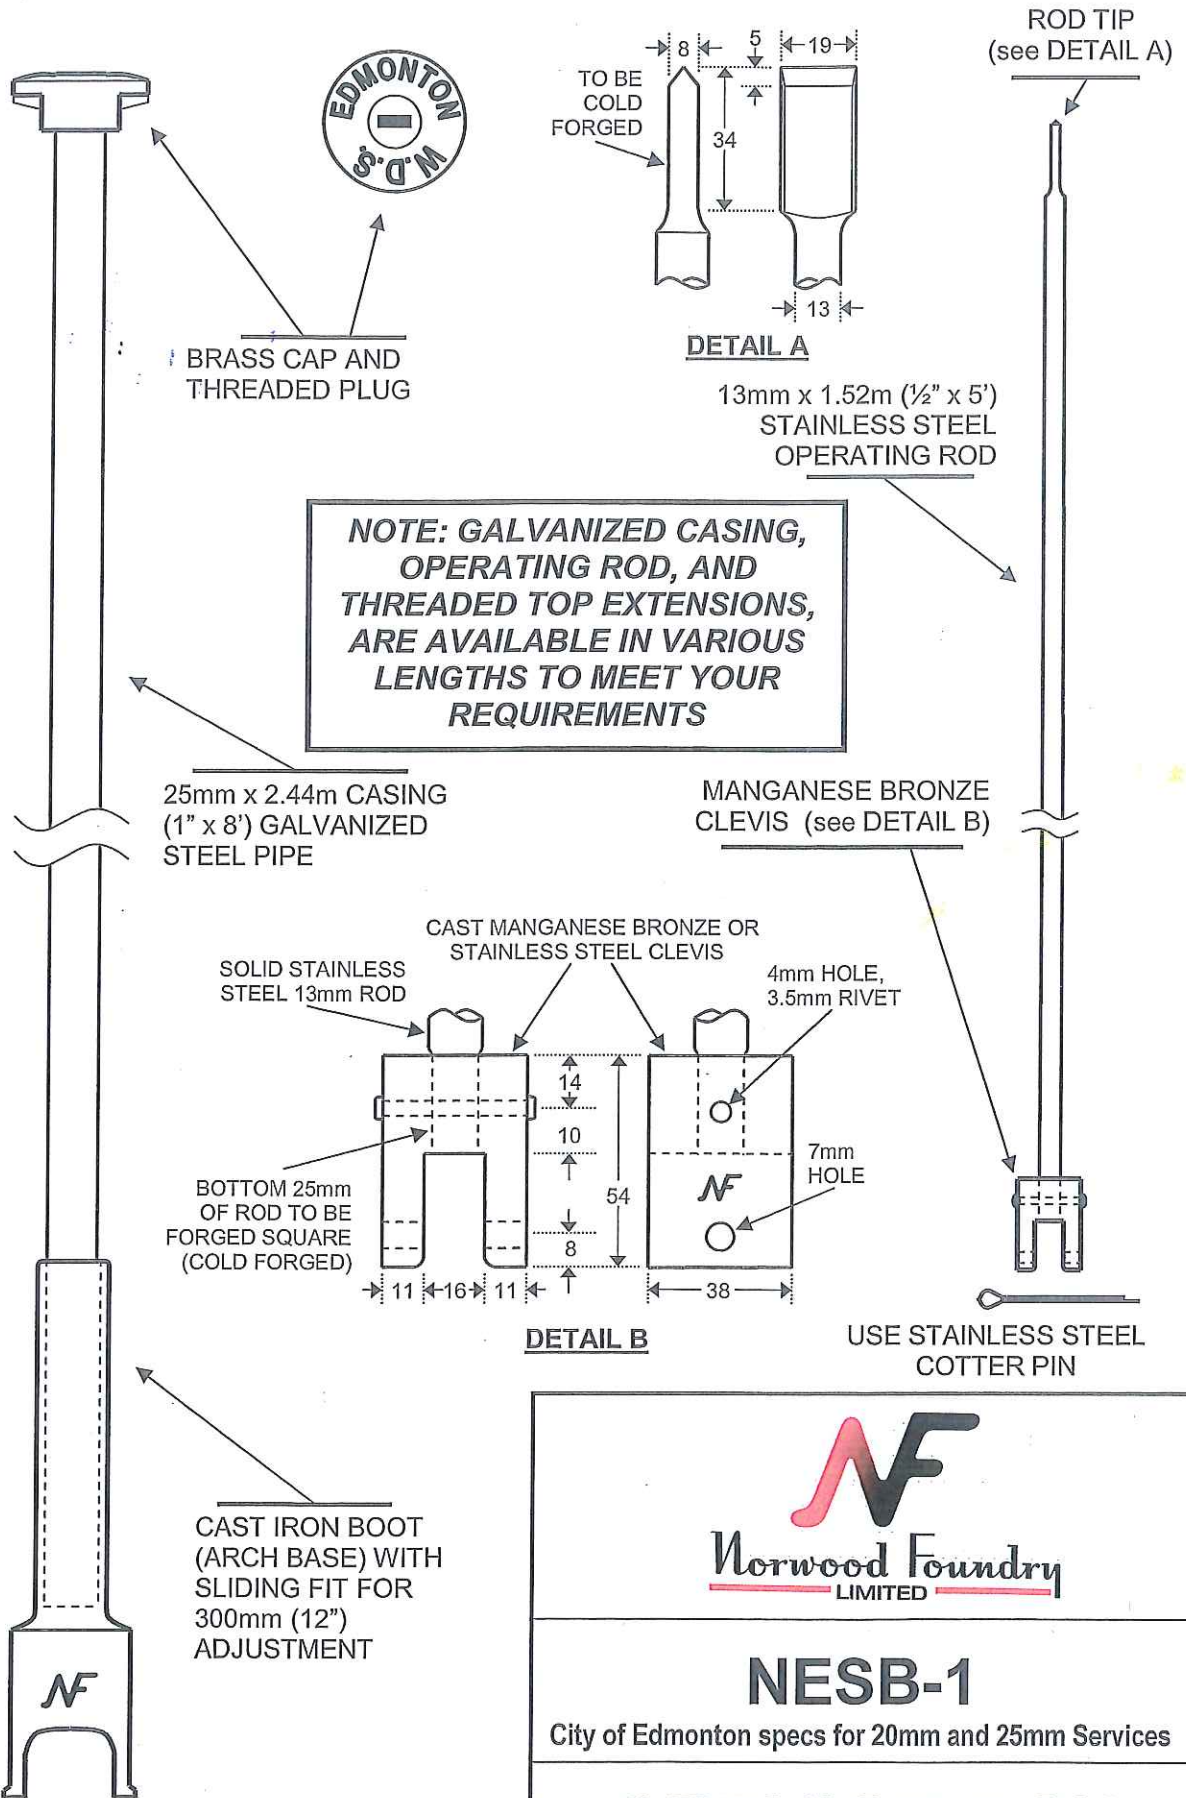 ROD TIP
(see DETAIL A)
EDMONTON
W.D.S.
8
5
19
TO BE
COLD
FORGED
34
13
DETAIL A
BRASS CAP AND
THREADED PLUG
13mm x 1.52m (½” x 5’)
STAINLESS STEEL
OPERATING ROD
NOTE: GALVANIZED CASING,
OPERATING ROD, AND
THREADED TOP EXTENSIONS,
ARE AVAILABLE IN VARIOUS
LENGTHS TO MEET YOUR
REQUIREMENTS
25mm x 2.44m CASING
(1” x 8’) GALVANIZED
STEEL PIPE
MANGANESE BRONZE
CLEVIS (see DETAIL B)
CAST MANGANESE BRONZE OR
STAINLESS STEEL CLEVIS
SOLID STAINLESS
STEEL 13mm ROD
4mm HOLE,
3.5mm RIVET
14
10
54
8
BOTTOM 25mm
OF ROD TO BE
FORGED SQUARE
(COLD FORGED)
NF
7mm
HOLE
11 16 11
38
DETAIL B
USE STAINLESS STEEL
COTTER PIN
CAST IRON BOOT
(ARCH BASE) WITH
SLIDING FIT FOR
300mm (12”)
ADJUSTMENT
NF
NF
Norwood Foundry
LIMITED
NESB-1
City of Edmonton specs for 20mm and 25mm Services